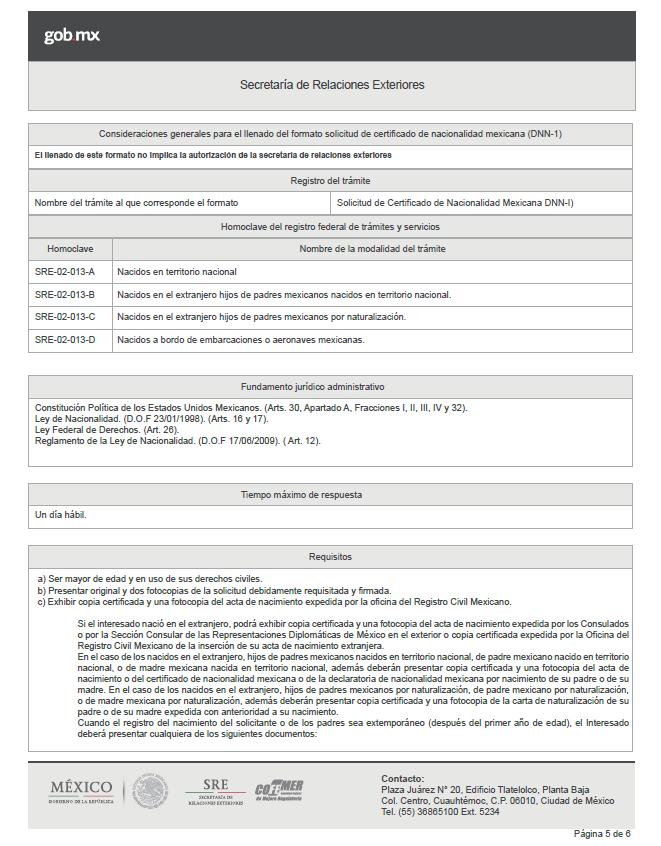 gob mx
Secretaría de Relaciones Exteriores
Consideraciones generales para el llenado del formato solicitud de certificado de nacionalidad mexicana (DNN-1)
El llenado de este formato no implica la autorización de la secretaria de relaciones exteriores
Registro del trámite
Nombre del trámite al que corresponde el formato
Solicitud de Certificado de Nacionalidad Mexicana DNN-I)
Homoclave del registro federal de trámites y servicios
Homoclave
Nombre de la modalidad del trámite
SRE-02-013-A
Nacidos en territorio nacional
SRE-02-013-B
Nacidos en el extranjero hijos de padres mexicanos nacidos en territorio nacional.
SRE-02-013-C
Nacidos en el extranjero hijos de padres mexicanos por naturalización.
SRE-02-013-D
Nacidos a bordo de embarcaciones o aeronaves mexicanas.
Fundamento jurídico administrativo
Constitución Política de los Estados Unidos Mexicanos. (Arts. 30, Apartado A, Fracciones I, II, III, IV y 32).
Ley de Nacionalidad. (D.O.F 23/01/1998). (Arts. 16 y 17).
Ley Federal de Derechos. (Art. 26).
Reglamento de la Ley de Nacionalidad. (D.O.F 17/06/2009). ( Art. 12).
Tiempo máximo de respuesta
Un día hábil.
Requisitos
a) Ser mayor de edad y en uso de sus derechos civiles.
b) Presentar original y dos fotocopias de la solicitud debidamente requisitada y firmada.
c) Exhibir copia certificada y una fotocopia del acta de nacimiento expedida por la oficina del Registro Civil Mexicano.
Si el interesado nació en el extranjero, podrá exhibir copia certificada y una fotocopia del acta de nacimiento expedida por los Consulados
o por la Sección Consular de las Representaciones Diplomáticas de México en el exterior o copia certificada expedida por la Oficina del
Registro Civil Mexicano de la inserción de su acta de nacimiento extranjera.
En el caso de los nacidos en el extranjero, hijos de padres mexicanos nacidos en territorio nacional, de padre mexicano nacido en territorio
nacional, o de madre mexicana nacida en territorio nacional, además deberán presentar copia certificada y una fotocopia del acta de
nacimiento o del certificado de nacionalidad mexicana o de la declaratoria de nacionalidad mexicana por nacimiento de su padre o de su
madre. En el caso de los nacidos en el extranjero, hijos de padres mexicanos por naturalización, de padre mexicano por naturalización,
o de madre mexicana por naturalización, además deberán presentar copia certificada y una fotocopia de la carta de naturalización de su
padre o de su madre expedida con anterioridad a su nacimiento.
Cuando el registro del nacimiento del solicitante o de los padres sea extemporáneo (después del primer año de edad), el Interesado
deberá presentar cualquiera de los siguientes documentos:
MÉXICO
GOBIERNO DE LA REPÚBLICA
SRE
SECRETARÍA DE
RELACIONES EXTERIORES
COFEMER
de Mejora Regulatoria
Contacto:
Plaza Juárez N° 20, Edificio Tlatelolco, Planta Baja
Col. Centro, Cuauhtémoc, C.P. 06010, Ciudad de México
Tel. (55) 36865100 Ext. 5234
Página 5 de 6